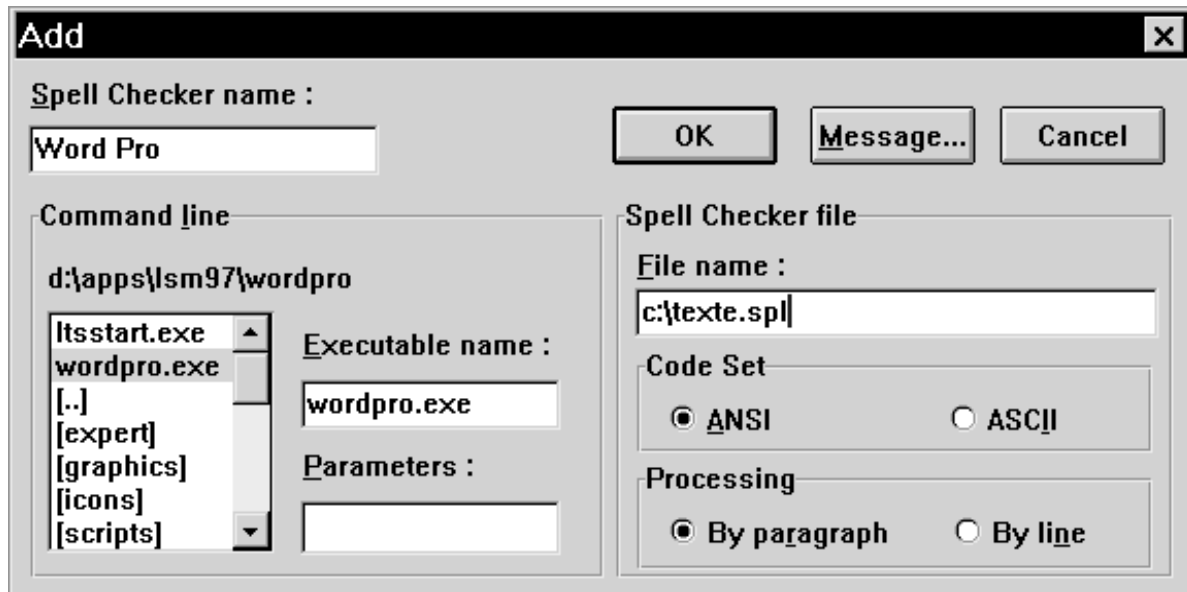 Add
Spell Checker name :
Word Pro
OK
Message...
Cancel
Command line
d:\apps\lsm97\wordpro
ltsstart.exe
wordpro.exe
[..]
[expert]
[graphics]
[icons]
[scripts]
Executable name :
wordpro.exe
Parameters :
Spell Checker file
File name :
c:\texte.spl
Code Set
ANSI
ASCII
Processing
By paragraph
By line